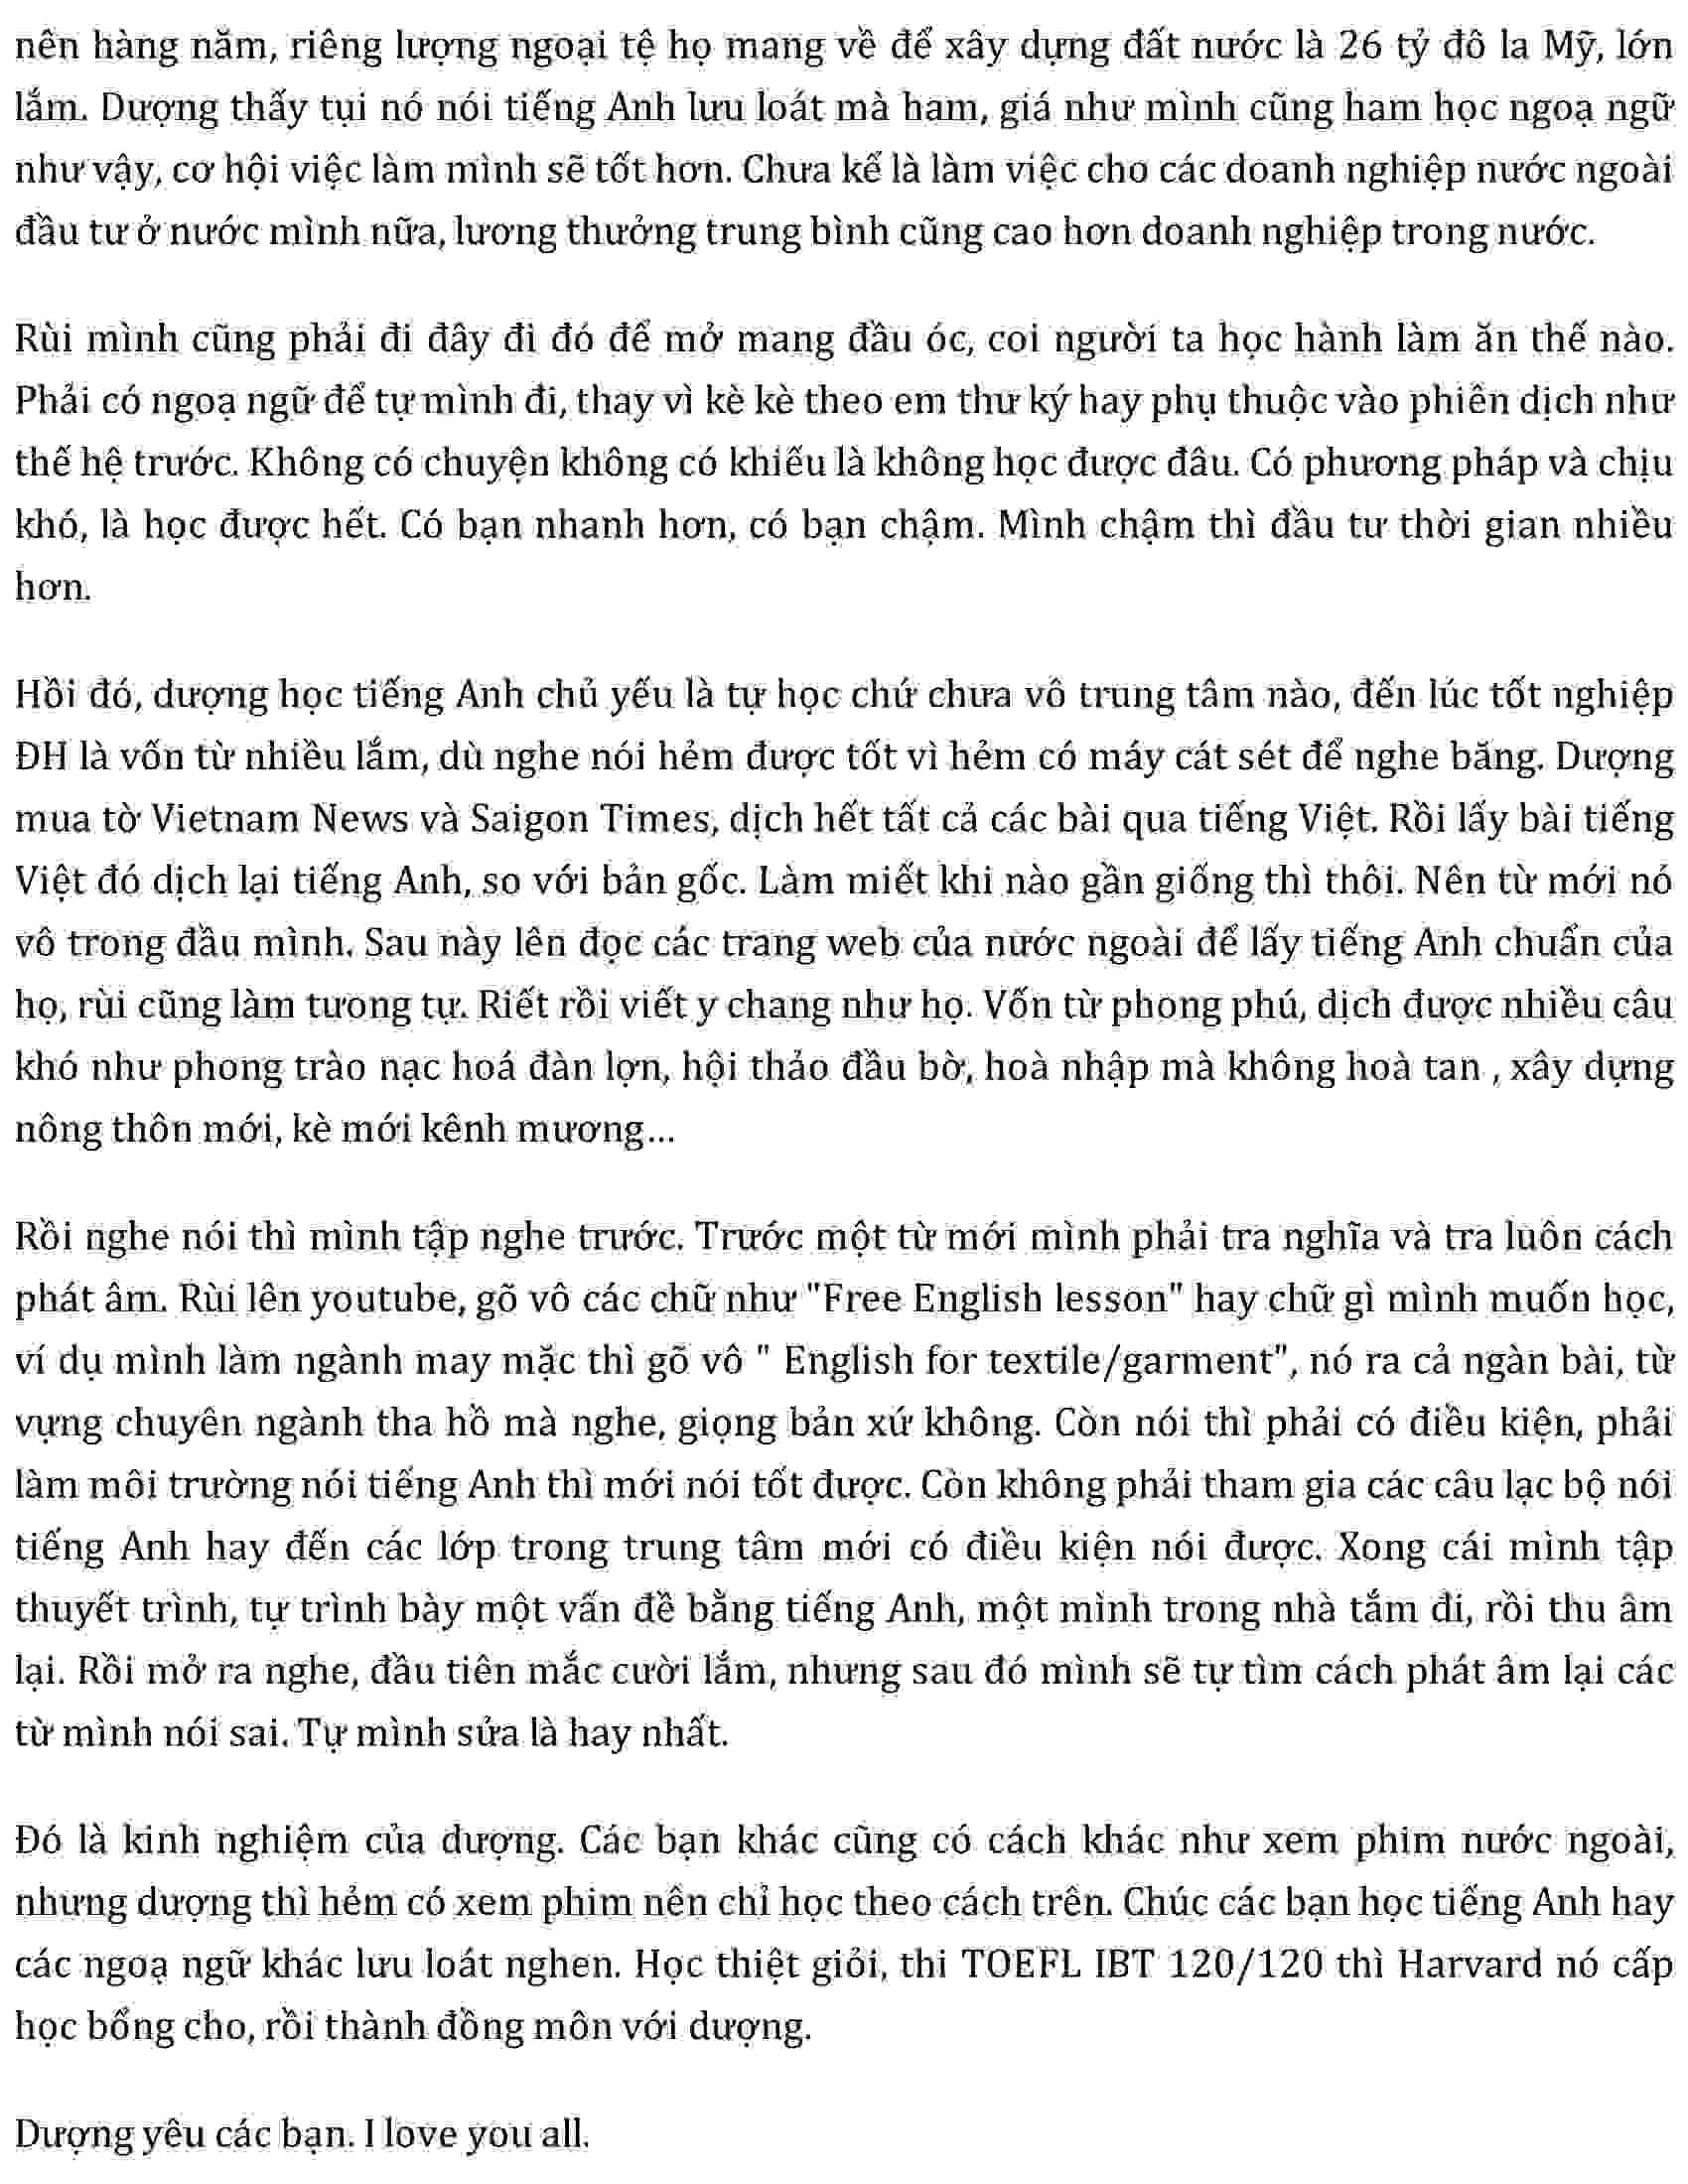 nên hàng năm, riêng lượng ngoại tệ họ mang về để xây dựng đất nước là 26 tỷ đô la Mỹ, lớn
lắm. Dượng thấy tụi nó nói tiếng Anh lưu loát mà ham, giá như mình cũng ham học ngoạ ngữ
như vậy, cơ hội việc làm mình sẽ tốt hơn. Chưa kể là làm việc cho các doanh nghiệp nước ngoài
đầu tư ở nước mình nữa, lương thưởng trung bình cũng cao hơn doanh nghiệp trong nước.
Rùi mình cũng phải đi đây đi đó để mở mang đầu óc, coi người ta học hành làm ăn thế nào.
Phải có ngoạ ngữ để tự mình đi, thay vì kè kè theo em thư ký hay phụ thuộc vào phiên dịch như
thế hệ trước. Không có chuyện không có khiếu là không học được đâu. Có phương pháp và chịu
khó, là học được hết. Có bạn nhanh hơn, có bạn chậm. Mình chậm thì đầu tư thời gian nhiều
hơn.
Hồi đó, dượng học tiếng Anh chủ yếu là tự học chứ chưa vô trung tâm nào, đến lúc tốt nghiệp
ĐH là vốn từ nhiều lắm, dù nghe nói hẻm được tốt vì hẻm có máy cát sét để nghe băng. Dượng
mua tờ Vietnam News và Saigon Times, dịch hết tất cả các bài qua tiếng Việt. Rồi lấy bài tiếng
Việt đó dịch lại tiếng Anh, so với bản gốc. Làm miết khi nào gần giống thì thôi. Nên từ mới nó
vô trong đầu mình. Sau này lên đọc các trang web của nước ngoài để lấy tiếng Anh chuẩn của
họ, rùi cũng làm tương tự. Riết rồi viết y chang như họ. Vốn từ phong phú, dịch được nhiều câu
khó như phong trào nạc hoá đàn lợn, hội thảo đầu bờ, hoà nhập mà không hoà tan , xây dựng
nông thôn mới, kè mới kênh mương...
Rồi nghe nói thì mình tập nghe trước. Trước một từ mới mình phải tra nghĩa và tra luôn cách
phát âm. Rùi lên youtube, gõ vô các chữ như "Free English lesson" hay chữ gì mình muốn học,
ví dụ mình làm ngành may mặc thì gõ vô " English for textile/garment", nó ra cả ngàn bài, từ
vựng chuyên ngành tha hồ mà nghe, giọng bản xứ không. Còn nói thì phải có điều kiện, phải
làm môi trường nói tiếng Anh thì mới nói tốt được. Còn không phải tham gia các câu lạc bộ nói
tiếng Anh hay đến các lớp trong trung tâm mới có điều kiện nói được. Xong cái mình tập
thuyết trình, tự trình bày một vấn đề bằng tiếng Anh, một mình trong nhà tắm đi, rồi thu âm
lại. Rồi mở ra nghe, đầu tiên mắc cười lắm, nhưng sau đó mình sẽ tự tìm cách phát âm lại các
từ mình nói sai. Tự mình sửa là hay nhất.
Đó là kinh nghiệm của dượng. Các bạn khác cũng có cách khác như xem phim nước ngoài,
nhưng dượng thì hẻm có xem phim nên chỉ học theo cách trên. Chúc các bạn học tiếng Anh hay
các ngoạ ngữ khác lưu loát nghen. Học thiệt giỏi, thi TOEFL IBT 120/120 thì Harvard nó cấp
học bổng cho, rồi thành đồng môn với dượng.
Dượng yêu các bạn. I love you all.